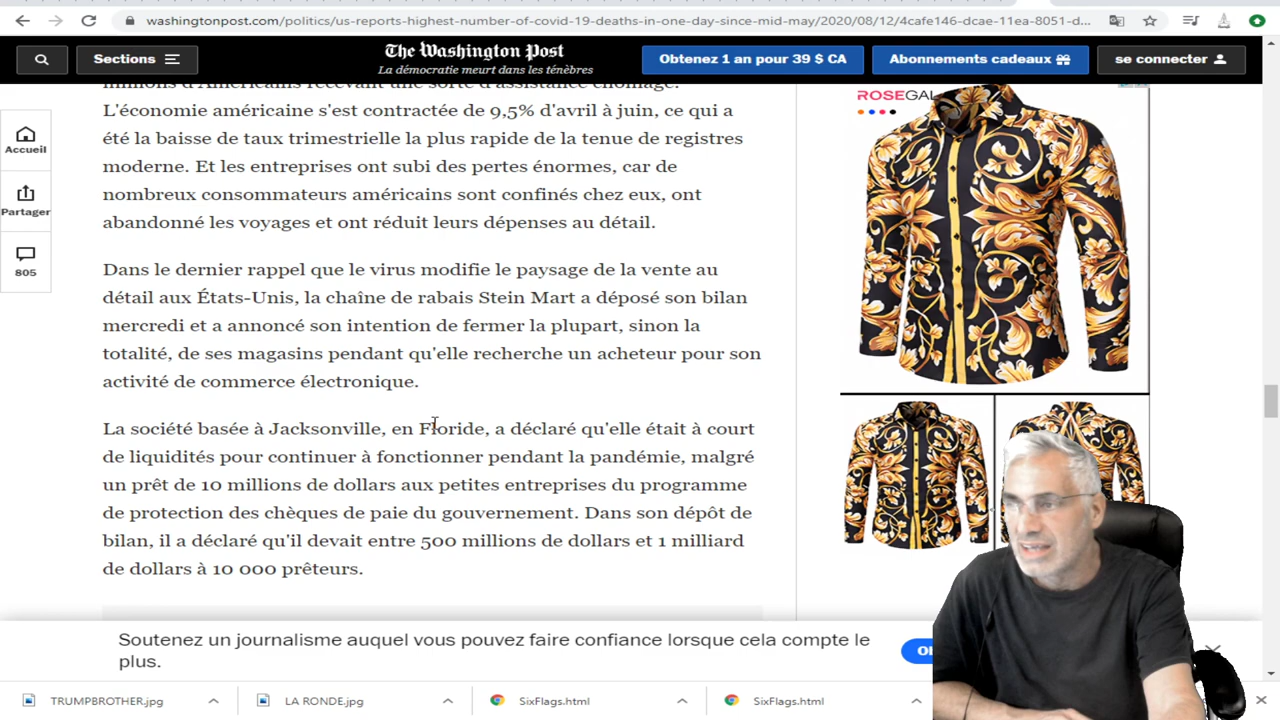 washingtonpost.com/politics/us-reports-highest-number-of-covid-19-deaths-in-one-day-since-mid-may/2020/08/12/4cafe146-dcae-11ea-8051-d...
Sections
The Washington Post
La démocratie meurt dans les ténèbres
Obtenez 1 an pour 39 $ CA
Abonnements cadeaux
se connecter
Accueil
Partager
805
millions d'Américains recevant une sorte d'assistance chômage.
L'économie américaine s'est contractée de 9,5% d'avril à juin, ce qui a
été la baisse de taux trimestrielle la plus rapide de la tenue de registres
moderne. Et les entreprises ont subi des pertes énormes, car de
nombreux consommateurs américains sont confinés chez eux, ont
abandonné les voyages et ont réduit leurs dépenses au détail.
Dans le dernier rappel que le virus modifie le paysage de la vente au
détail aux États-Unis, la chaîne de rabais Stein Mart a déposé son bilan
mercredi et a annoncé son intention de fermer la plupart, sinon la
totalité, de ses magasins pendant qu'elle recherche un acheteur pour son
activité de commerce électronique.
La société basée à Jacksonville, en Floride, a déclaré qu'elle était à court
de liquidités pour continuer à fonctionner pendant la pandémie, malgré
un prêt de 10 millions de dollars aux petites entreprises du programme
de protection des chèques de paie du gouvernement. Dans son dépôt de
bilan, il a déclaré qu'il devait entre 500 millions de dollars et 1 milliard
de dollars à 10 000 prêteurs.
ROSEGAL
Soutenez un journalisme auquel vous pouvez faire confiance lorsque cela compte le
plus.
TRUMPBROTHER.jpg
LA RONDE.jpg
SixFlags.html
SixFlags.html